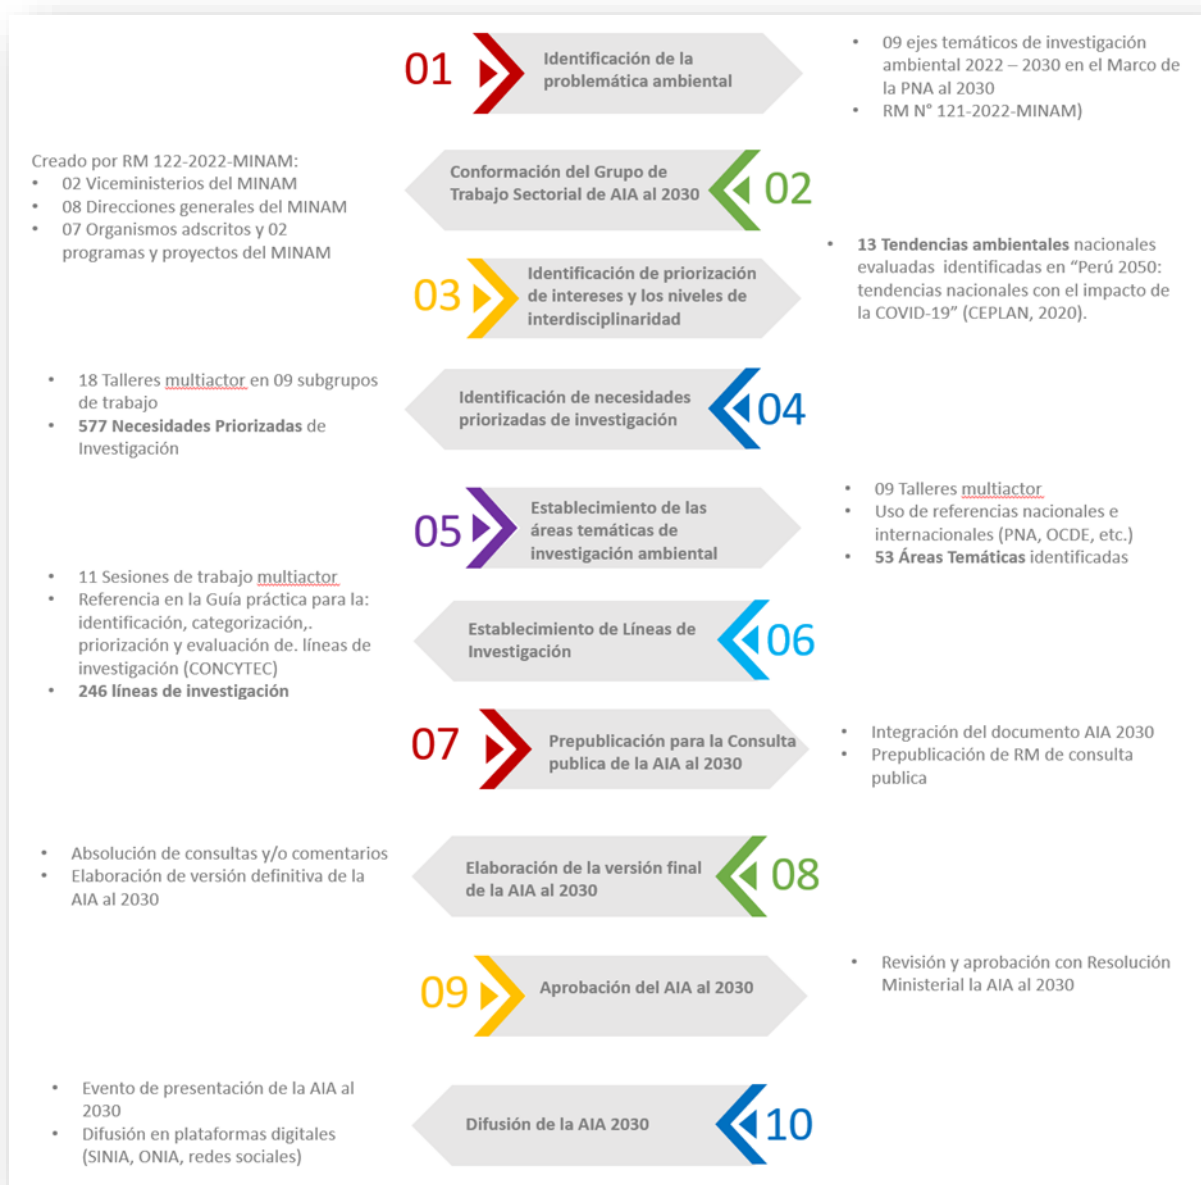 01
Identificación de la
problemática ambiental
• 09 ejes temáticos de investigación
ambiental 2022 – 2030 en el Marco de
la PNA al 2030
• RM N° 121-2022-MINAM)
Creado por RM 122-2022-MINAM:
• 02 Viceministerios del MINAM
• 08 Direcciones generales del MINAM
• 07 Organismos adscritos y 02
programas y proyectos del MINAM
Conformación del Grupo de
Trabajo Sectorial de AIA al 2030
02
03
Identificación de priorización
de intereses y los niveles de
interdisciplinaridad
• 13 Tendencias ambientales nacionales
evaluadas identificadas en “Perú 2050:
tendencias nacionales con el impacto de
la COVID-19” (CEPLAN, 2020).
• 18 Talleres multiactor en 09 subgrupos
de trabajo
• 577 Necesidades Priorizadas de
Investigación
Identificación de necesidades
priorizadas de investigación
04
05
Establecimiento de las
áreas temáticas de
investigación ambiental
• 09 Talleres multiactor
• Uso de referencias nacionales e
internacionales (PNA, OCDE, etc.)
• 53 Áreas Temáticas identificadas
• 11 Sesiones de trabajo multiactor
• Referencia en la Guía práctica para la:
identificación, categorización,.
priorización y evaluación de. líneas de
investigación (CONCYTEC)
• 246 líneas de investigación
Establecimiento de Líneas de
Investigación
06
07
Prepublicación para la Consulta
publica de la AIA al 2030
• Integración del documento AIA 2030
• Prepublicación de RM de consulta
publica
• Absolución de consultas y/o comentarios
• Elaboración de versión definitiva de la
AIA al 2030
Elaboración de la versión final
de la AIA al 2030
08
09
Aprobación del AIA al 2030
• Revisión y aprobación con Resolución
Ministerial la AIA al 2030
• Evento de presentación de la AIA al
2030
• Difusión en plataformas digitales
(SINIA, ONIA, redes sociales)
Difusión de la AIA 2030
10